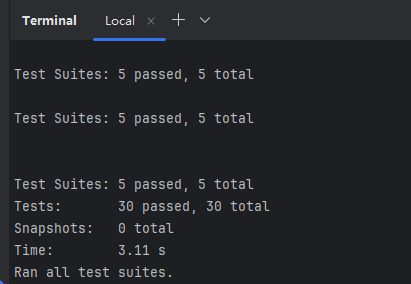 Terminal Local
Test Suites: 5 passed, 5 total
Test Suites: 5 passed, 5 total
Test Suites: 5 passed, 5 total
Tests:       30 passed, 30 total
Snapshots:   0 total
Time:        3.11 s
Ran all test suites.